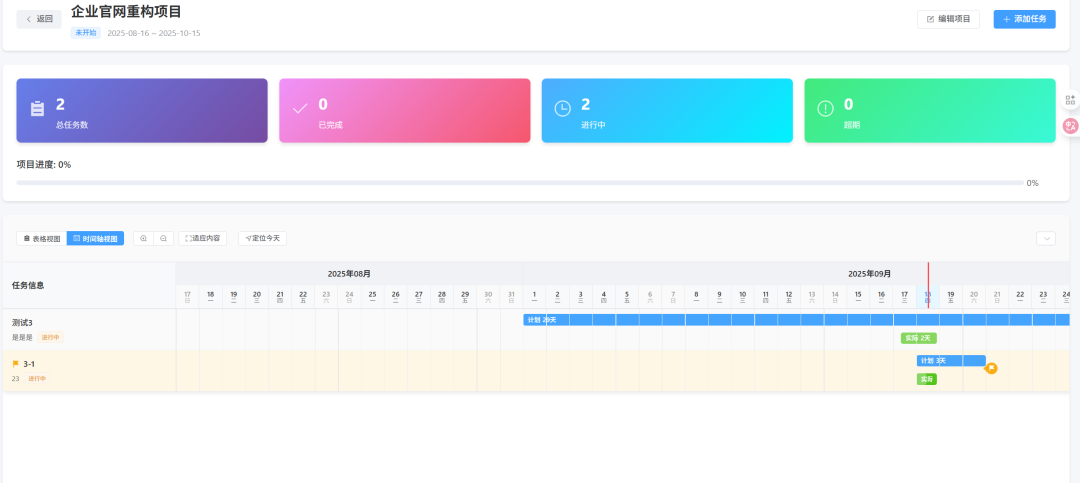 返回
企业官网重构项目
未开始 2025-08-16 ~ 2025-10-15
编辑项目
添加任务
2
总任务数
0
已完成
2
进行中
0
超期
项目进度: 0%
0%
表格视图 时间轴视图 适应内容 定位今天
任务信息
2025年08月 2025年09月
17 18 19 20 21 22 23 24 25 26 27 28 29 30 31 1 2 3 4 5 6 7 8 9 10 11 12 13 14 15 16 17 18 19 20 21 22 23 24
日 一 二 三 四 五 六 日 一 二 三 四 五 六 日 一 二 三 四 五 六 日 一 二 三 四 五 六 日 一 二 三 四 五 六 日 一 二 三
测试3
是是是 进行中
计划 29天
实际 2天
3-1
23 进行中
计划 3天
实际